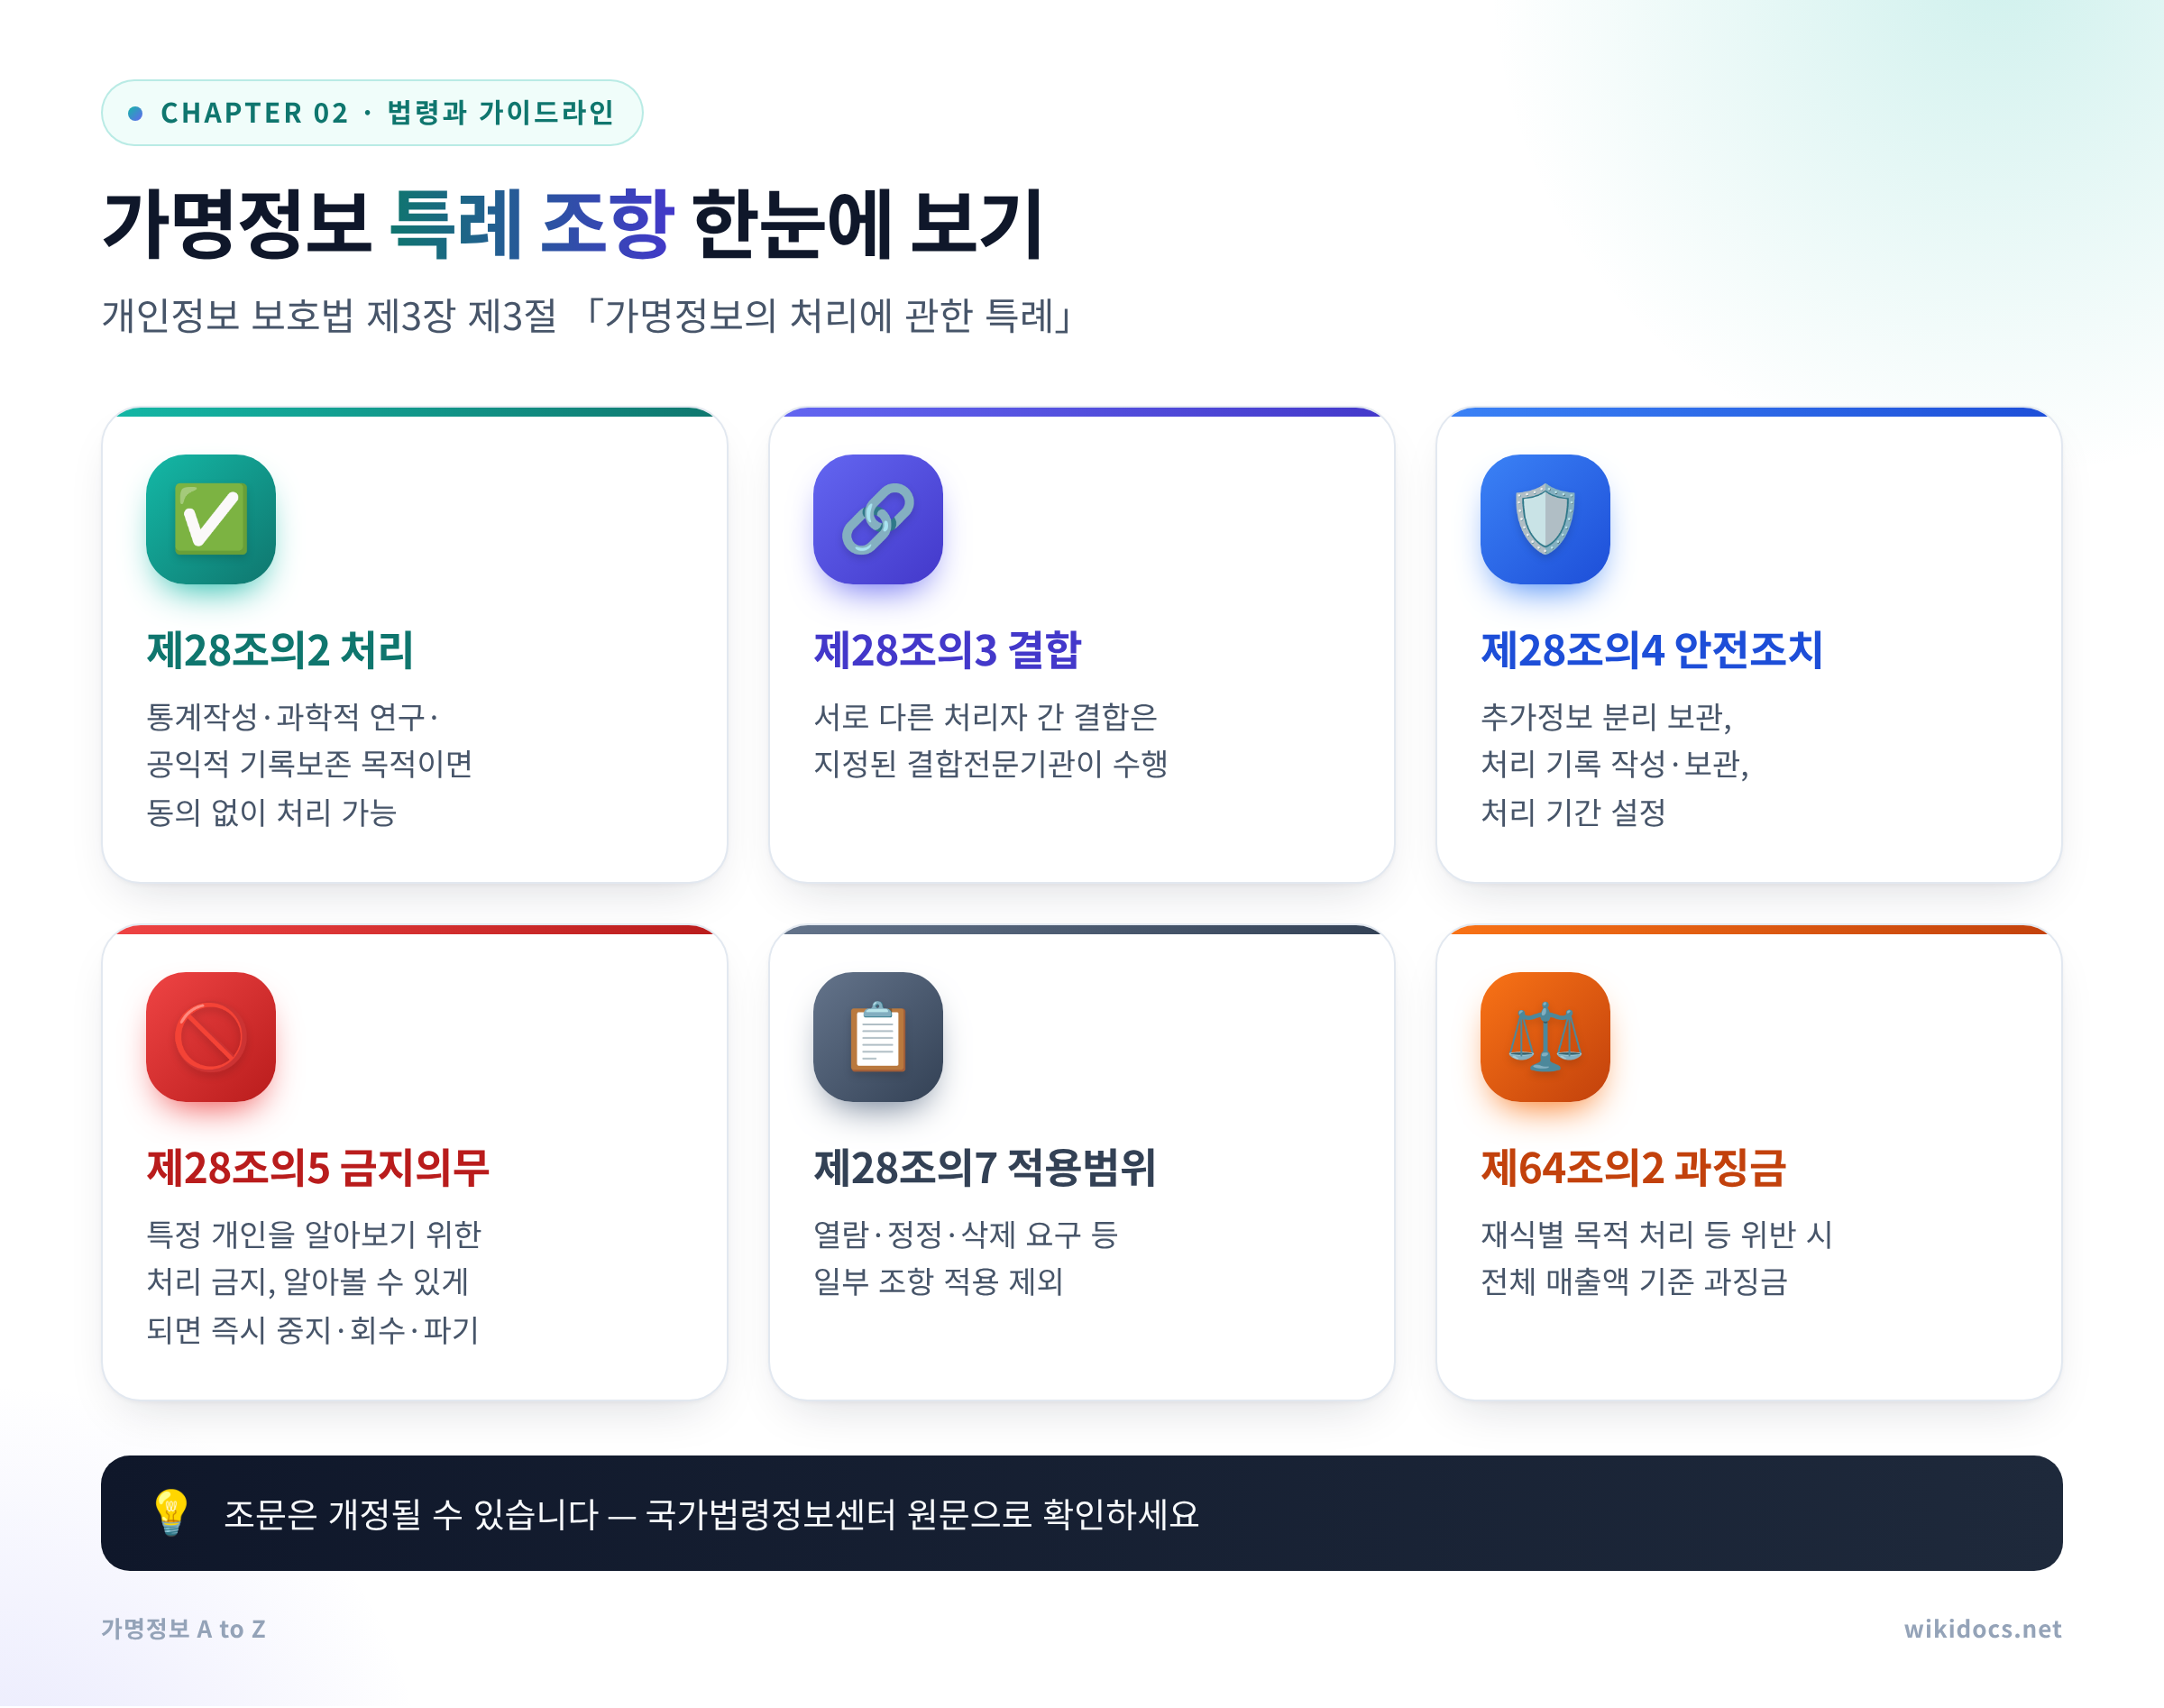 CHAPTER 02 · 법령과 가이드라인
가명정보 특례 조항 한눈에 보기
개인정보 보호법 제3장 제3절 「가명정보의 처리에 관한 특례」
제28조의2 처리
통계작성·과학적 연구·
공익적 기록보존 목적이면
동의 없이 처리 가능
제28조의3 결합
서로 다른 처리자 간 결합은
지정된 결합전문기관이 수행
제28조의4 안전조치
추가정보 분리 보관,
처리 기록 작성·보관,
처리 기간 설정
제28조의5 금지의무
특정 개인을 알아보기 위한
처리 금지, 알아볼 수 있게
되면 즉시 중지·회수·파기
제28조의7 적용범위
열람·정정·삭제 요구 등
일부 조항 적용 제외
제64조의2 과징금
재식별 목적 처리 등 위반 시
전체 매출액 기준 과징금
조문은 개정될 수 있습니다 — 국가법령정보센터 원문으로 확인하세요
가명정보 A to Z
wikidocs.net